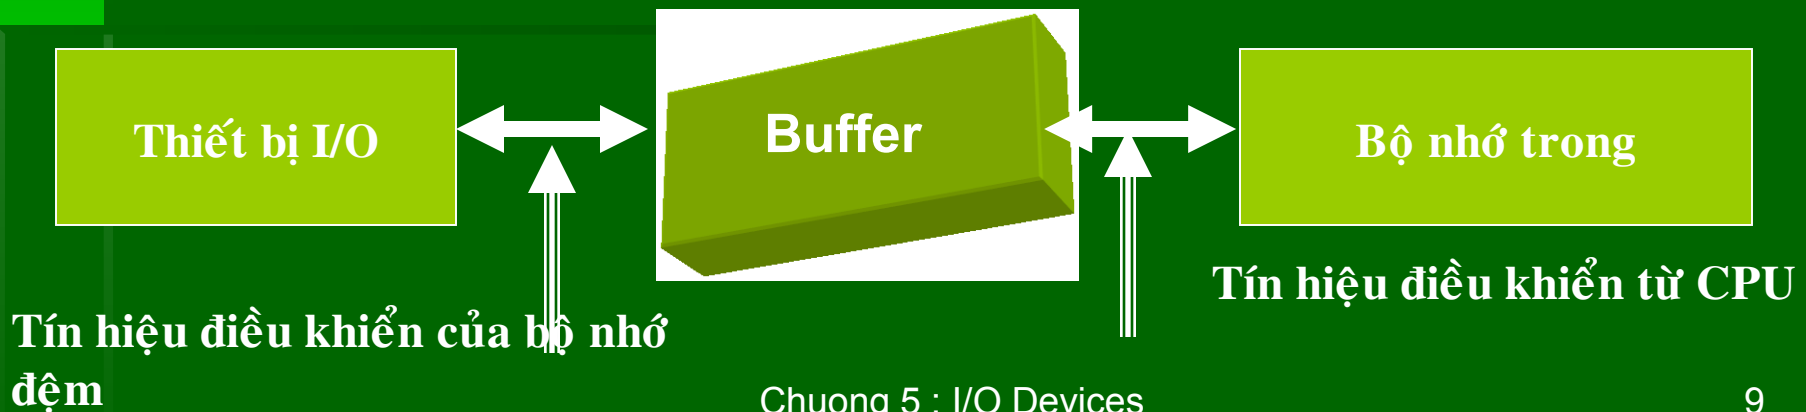 Thiết bị I/O
Buffer
Bộ nhớ trong
Tín hiệu điều khiển từ CPU
Tín hiệu điều khiển của bộ nhớ
đệm
Chuong 5 : I/O Devices
9